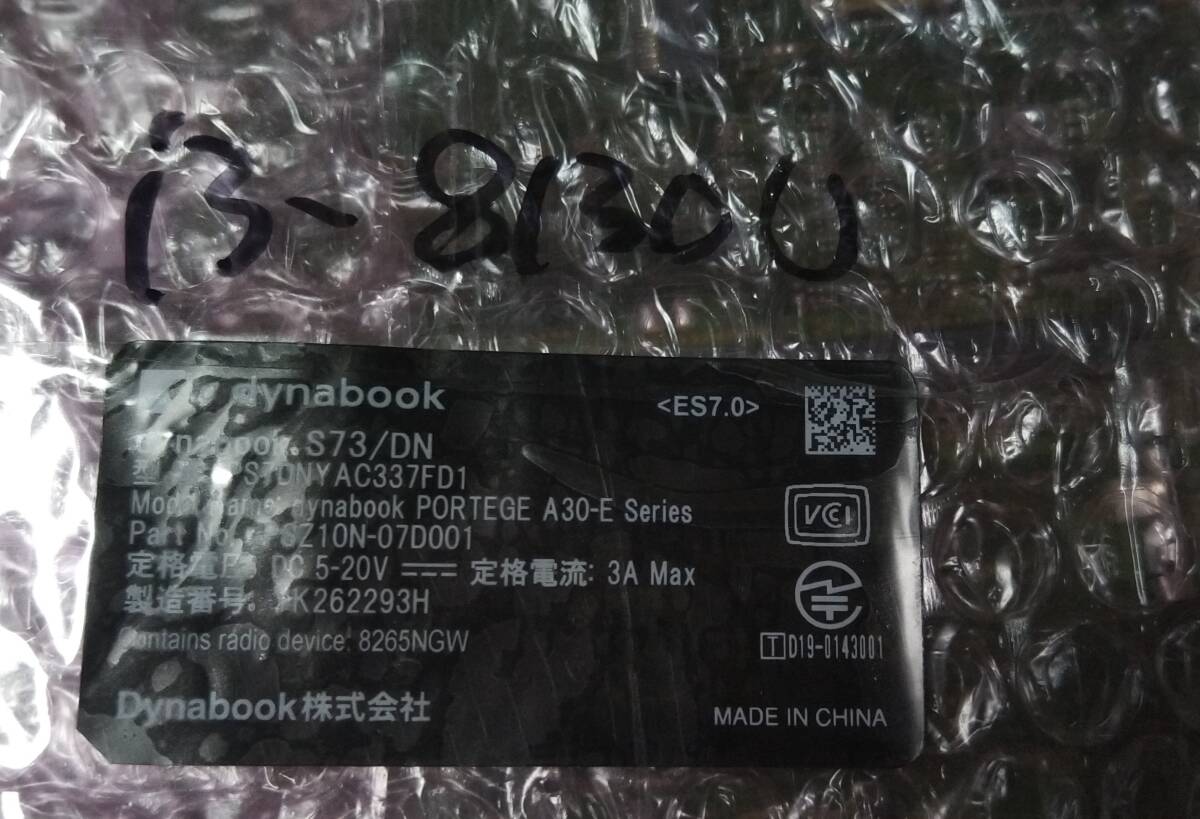 i3-8130U
dynabook
<ES7.0>
dynabook S73/DN
AC337FD1
Model name: dynabook PORTEGE A30-E Series
Part No. PSZ10N-07D001
定格電圧: DC 5-20V 定格電流: 3A Max
製造番号: K262293H
Contains radio device: 8265NGW
VCCI
T D19-0143001
Dynabook株式会社
MADE IN CHINA